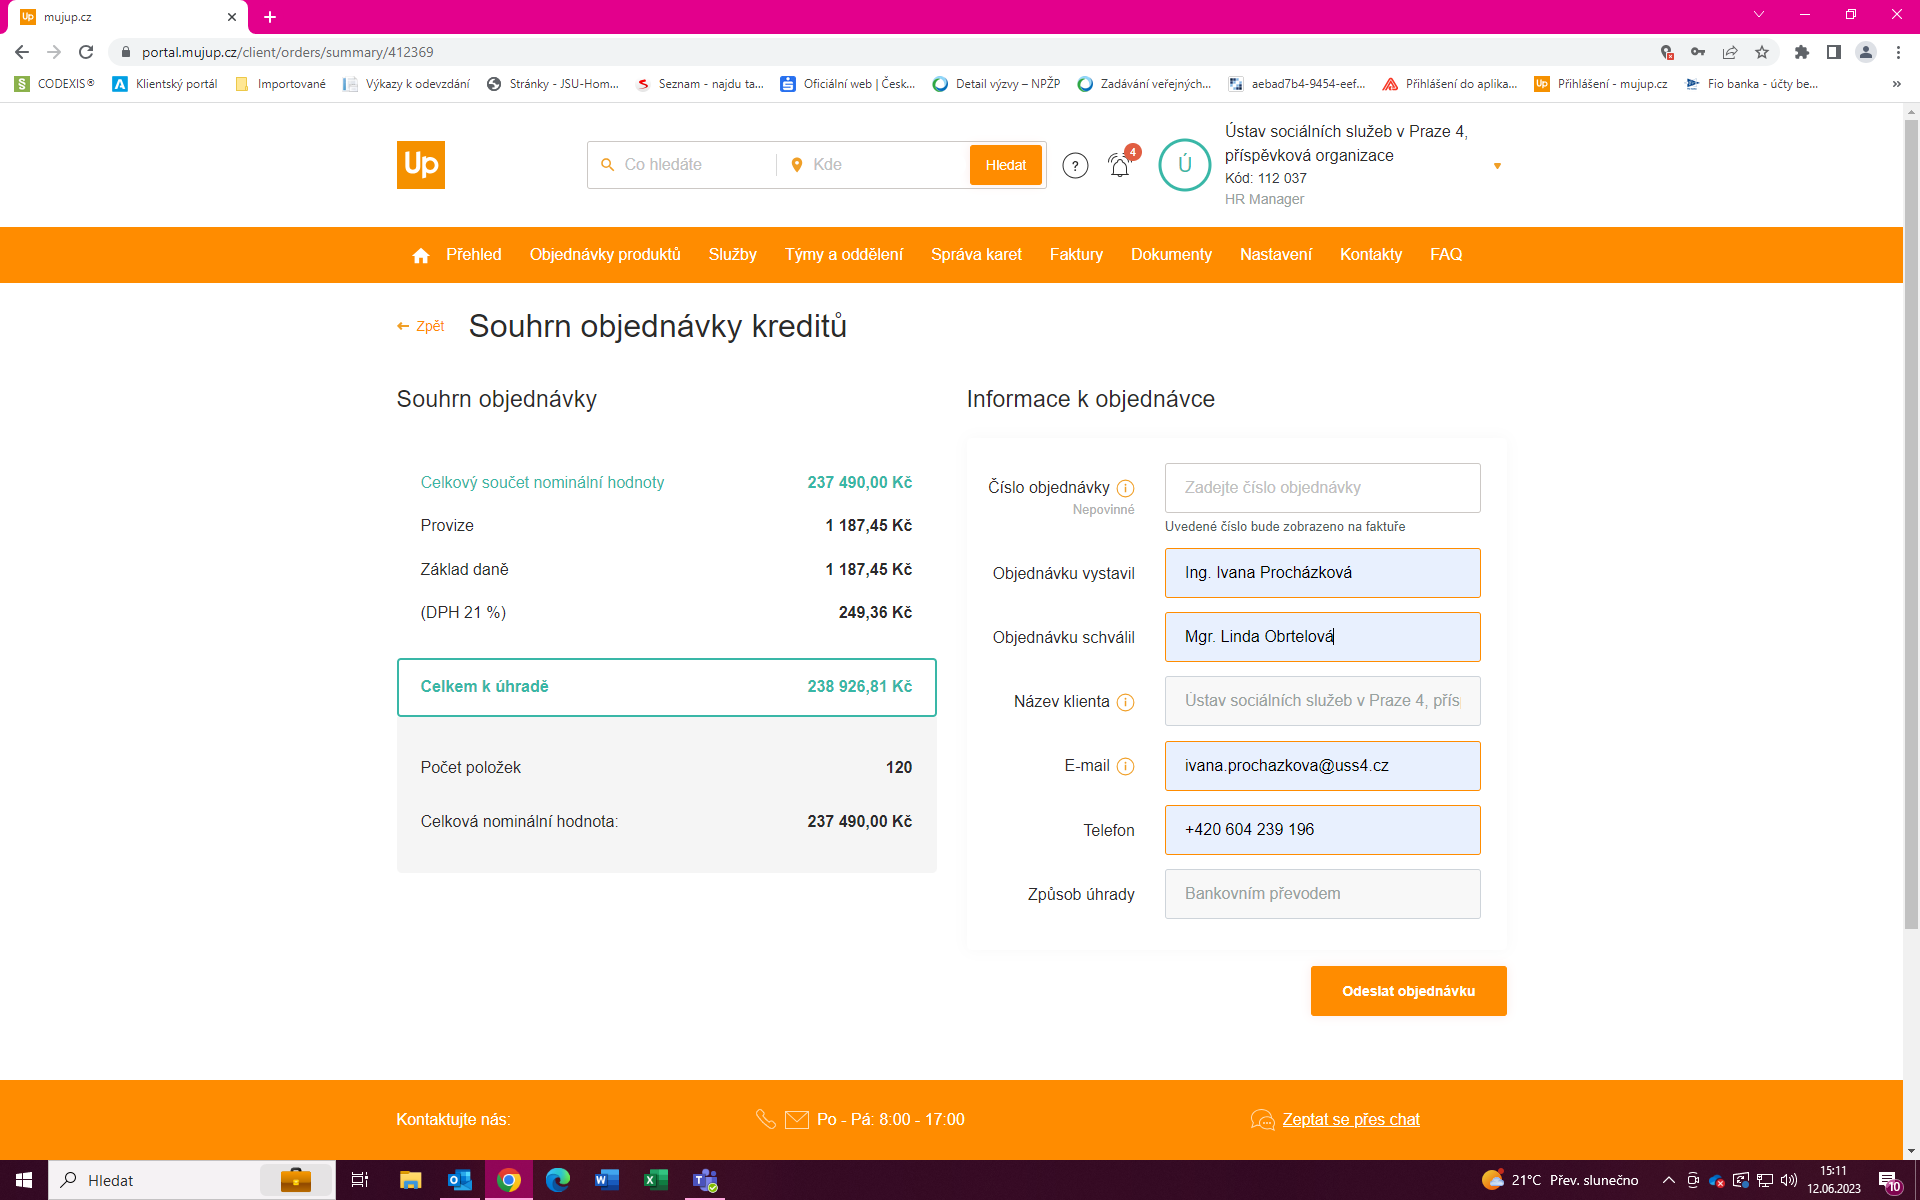 mujup.cz
portal.mujup.cz/client/orders/summary/412369
CODEXIS®
Klientský portál
Importované
Výkazy k odevzdání
Stránky - JSU-Hom...
Seznam - najdu ta...
Oficiální web | Česk...
Detail výzvy – NPŽP
Zadávání veřejných...
aebad7b4-9454-eef...
Přihlášení do aplika...
Přihlášení - mujup.cz
Fio banka - účty be...
»
Up
Co hledáte
Kde
Hledat
?
4
Ú
Ústav sociálních služeb v Praze 4,
příspěvková organizace
Kód: 112 037
HR Manager
Přehled
Objednávky produktů
Služby
Týmy a oddělení
Správa karet
Faktury
Dokumenty
Nastavení
Kontakty
FAQ
← Zpět
Souhrn objednávky kreditů
Souhrn objednávky
Celkový součet nominální hodnoty 237 490,00 Kč
Provize 1 187,45 Kč
Základ daně 1 187,45 Kč
(DPH 21 %) 249,36 Kč
Celkem k úhradě 238 926,81 Kč
Počet položek 120
Celková nominální hodnota: 237 490,00 Kč
Informace k objednávce
Číslo objednávky Zadejte číslo objednávky
Nepovinné
Uvedené číslo bude zobrazeno na faktuře
Objednávku vystavil Ing. Ivana Procházková
Objednávku schválil Mgr. Linda Obrtelová
Název klienta Ústav sociálních služeb v Praze 4, přís
E-mail ivana.prochazkova@uss4.cz
Telefon +420 604 239 196
Způsob úhrady Bankovním převodem
Odeslat objednávku
Kontaktujte nás:
Po - Pá: 8:00 - 17:00
Zeptat se přes chat
Hledat
21°C Přev. slunečno
15:11
12.06.2023
10